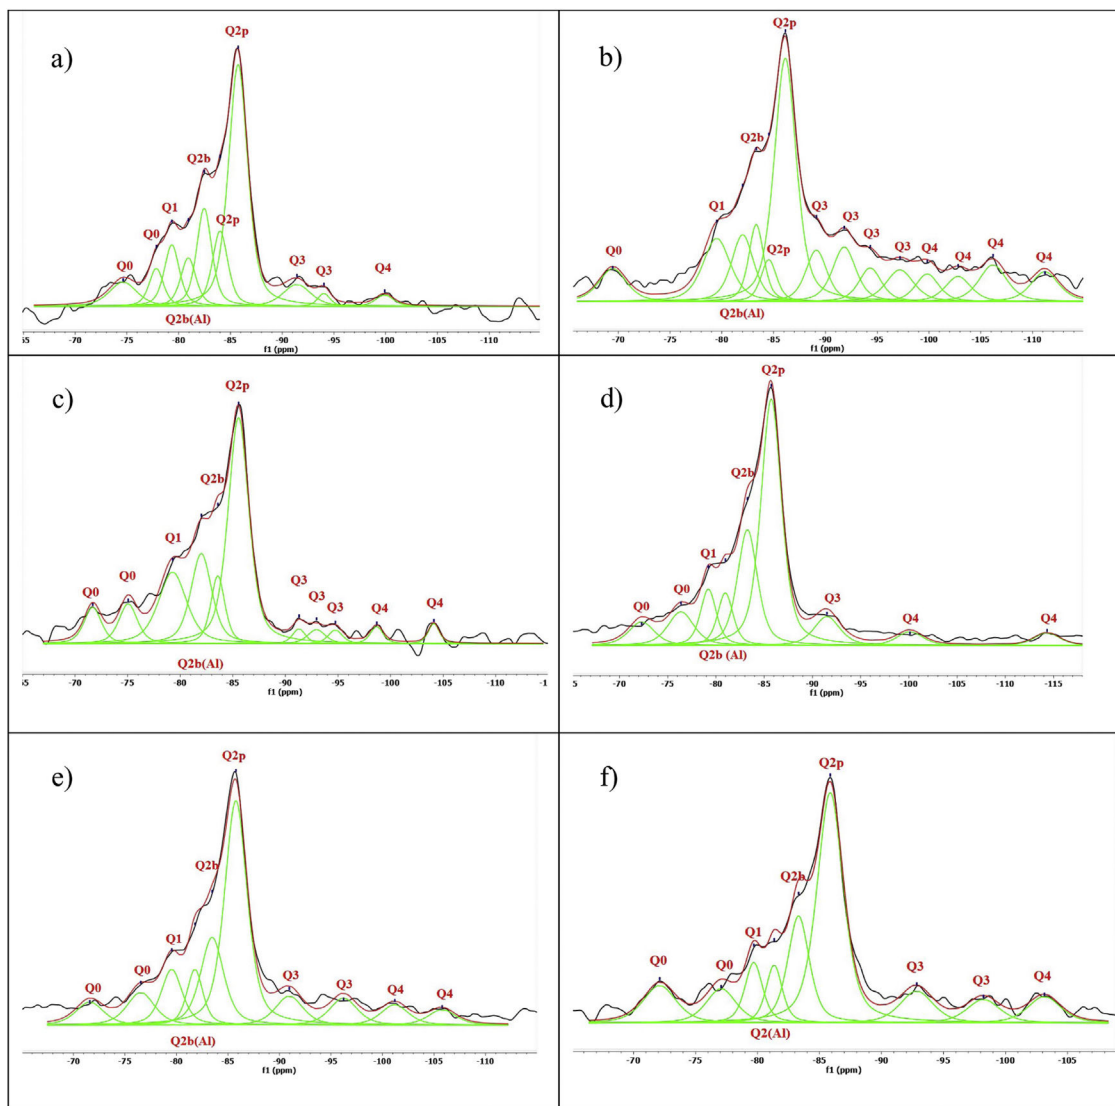 a)
Q2p
Q2b
Q1
Q0
Q2p
Q0
Q3
Q3
Q4
Q2b(Al)
65 -70 -75 -80 -85 -90 -95 -100 -105 -110
f1 (ppm)
b)
Q2p
Q1
Q3
Q3
Q2p
Q3
Q3
Q4
Q4
Q4
Q4
Q0
Q2b(Al)
-70 -75 -80 -85 -90 -95 -100 -105 -110
f1 (ppm)
c)
Q2p
Q2b
Q1
Q0
Q0
Q3
Q3
Q3
Q4
Q4
Q2b(Al)
65 -70 -75 -80 -85 -90 -95 -100 -105 -110 -1
f1 (ppm)
d)
Q2p
Q2b
Q1
Q0
Q0
Q3
Q4
Q4
Q2b (Al)
5 -70 -75 -80 -85 -90 -95 -100 -105 -110 -115
f1 (ppm)
e)
Q2p
Q2b
Q1
Q0
Q0
Q3
Q3
Q4
Q4
Q2b(Al)
-70 -75 -80 -85 -90 -95 -100 -105 -110
f1 (ppm)
f)
Q2p
Q2b
Q1
Q0
Q0
Q3
Q3
Q4
Q2(Al)
-70 -75 -80 -85 -90 -95 -100 -105
f1 (ppm)